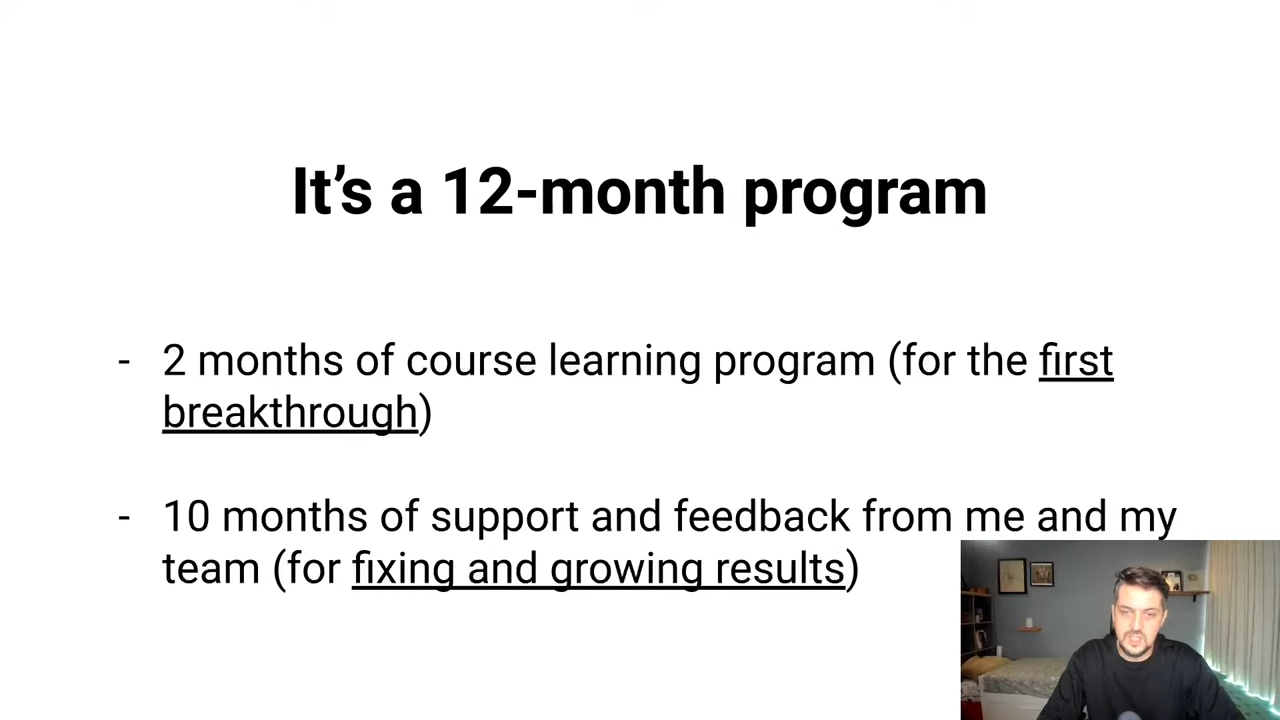 It’s a 12-month program
- 2 months of course learning program (for the first
breakthrough)
- 10 months of support and feedback from me and my
team (for fixing and growing results)